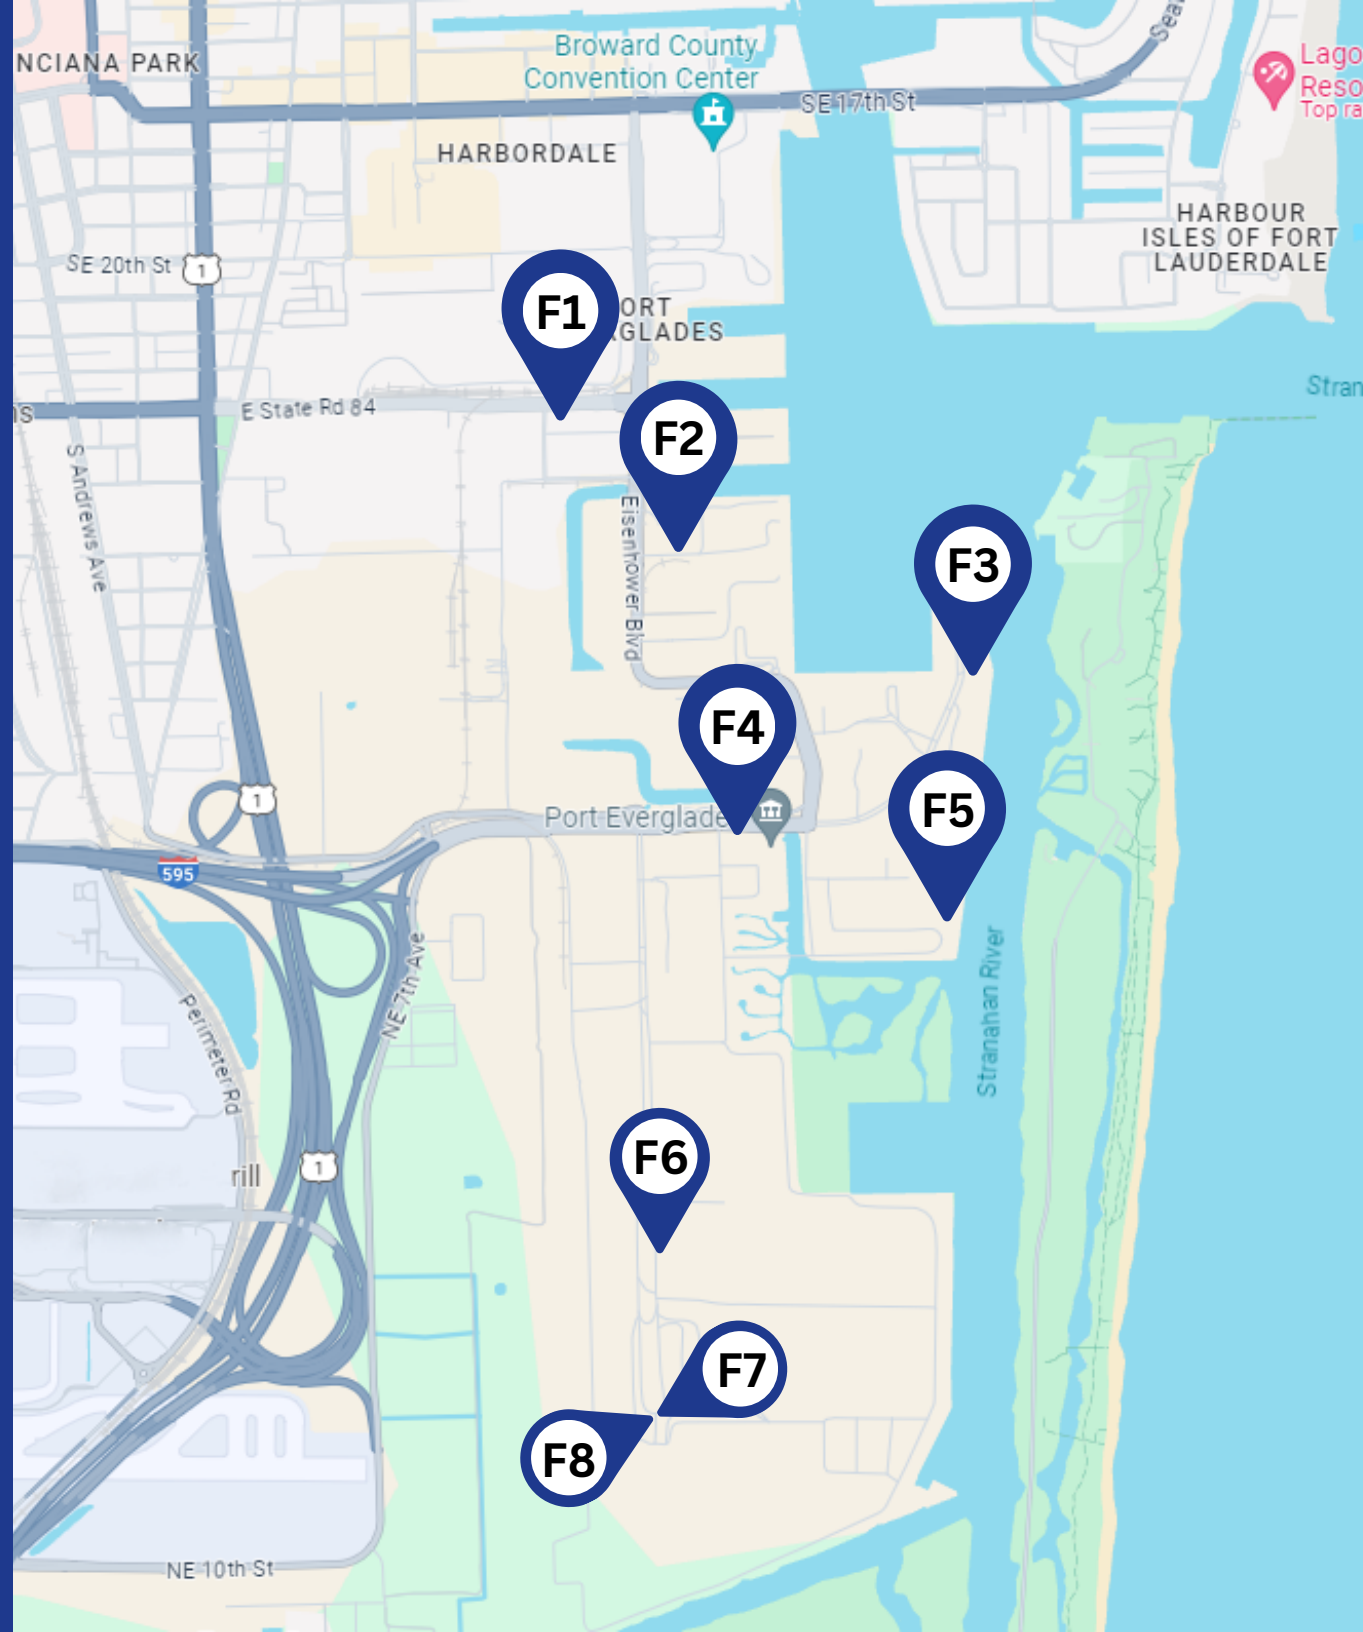 NCIANA PARK
Broward County
Convention Center
SE 17th St
Sea
Lago
Reso
Top ra
HARBORDALE
HARBOUR
ISLES OF FORT
LAUDERDALE
SE 20th St
1
F1
ORT
GLADES
Stran
E State Rd 84
F2
S Andrews Ave
Eisenhower Blvd
F3
F4
1
Port Everglade
F5
595
NE 7th Ave
Stranahan River
Perimeter Rd
F6
rill
1
F7
F8
NE 10th St